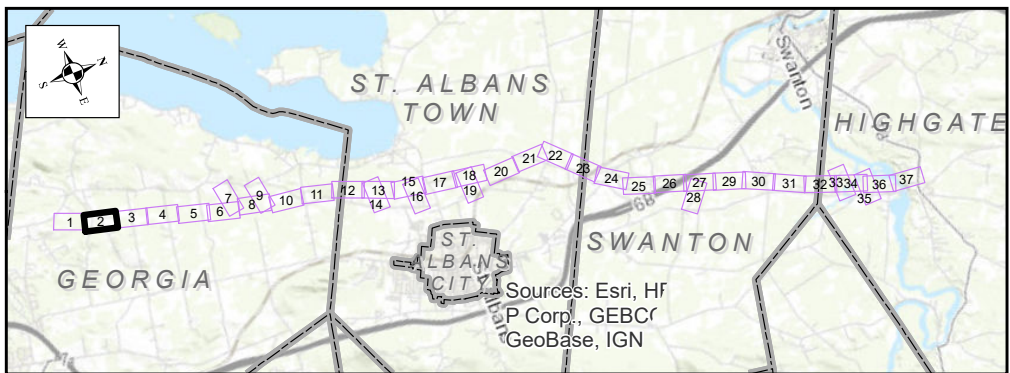 W
N
S
E
ST. ALBANS
TOWN
Swanton
HIGHGATE
SWANTON
GEORGIA
ST.
ALBANS
CITY
1
2
3
4
5
6
7
8
9
10
11
12
13
14
15
16
17
18
19
20
21
22
23
24
25
26
27
28
29
30
31
32
33
34
35
36
37
Sources: Esri, HE
P Corp., GEBC
GeoBase, IGN